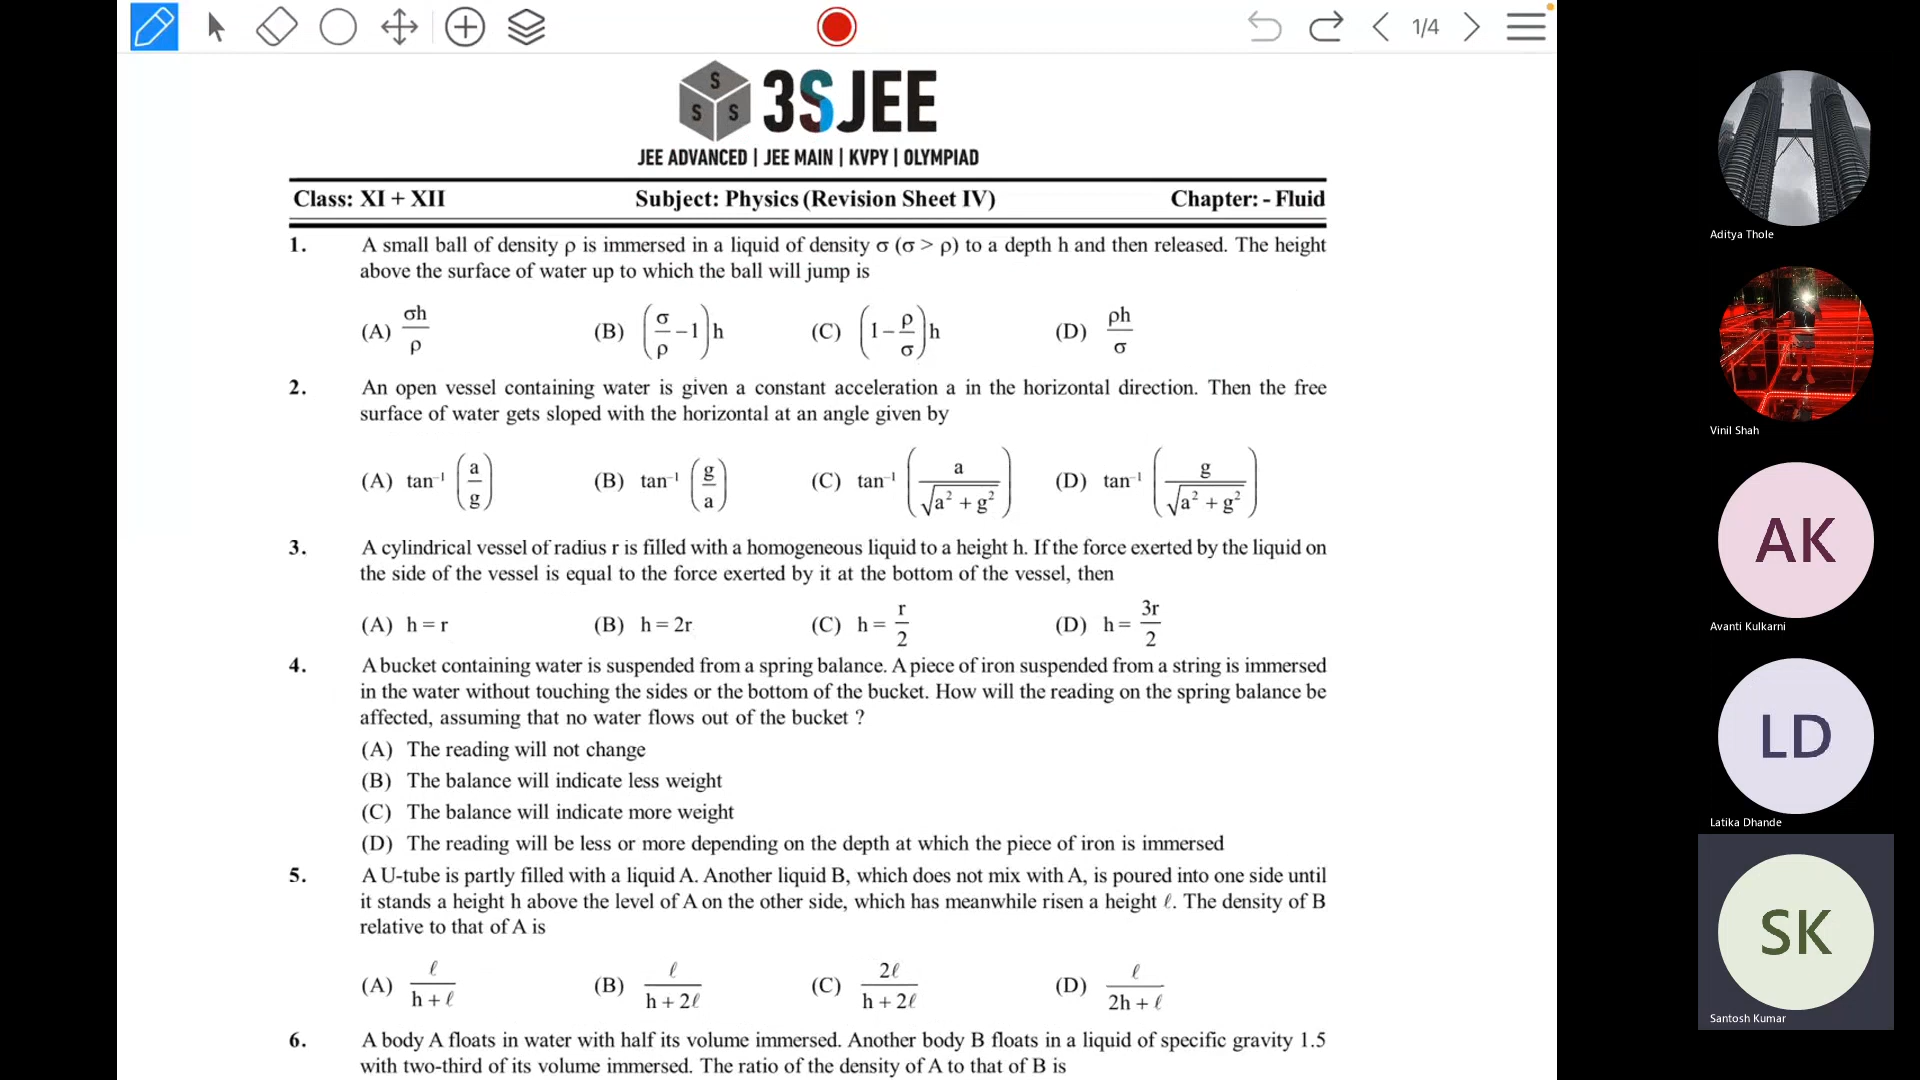 1/4
S
S S
3SJEE
JEE ADVANCED | JEE MAIN | KVPY | OLYMPIAD
Class: XI + XII Subject: Physics (Revision Sheet IV) Chapter: - Fluid
1. A small ball of density ρ is immersed in a liquid of density σ (σ > ρ) to a depth h and then released. The height
above the surface of water up to which the ball will jump is
(A) σh/ρ (B) (σ/ρ − 1) h (C) (1 − ρ/σ) h (D) ρh/σ
2. An open vessel containing water is given a constant acceleration a in the horizontal direction. Then the free
surface of water gets sloped with the horizontal at an angle given by
(A) tan⁻¹ (a/g) (B) tan⁻¹ (g/a) (C) tan⁻¹ (a/√(a² + g²)) (D) tan⁻¹ (g/√(a² + g²))
3. A cylindrical vessel of radius r is filled with a homogeneous liquid to a height h. If the force exerted by the liquid on
the side of the vessel is equal to the force exerted by it at the bottom of the vessel, then
(A) h = r (B) h = 2r (C) h = r/2 (D) h = 3r/2
4. A bucket containing water is suspended from a spring balance. A piece of iron suspended from a string is immersed
in the water without touching the sides or the bottom of the bucket. How will the reading on the spring balance be
affected, assuming that no water flows out of the bucket ?
(A) The reading will not change
(B) The balance will indicate less weight
(C) The balance will indicate more weight
(D) The reading will be less or more depending on the depth at which the piece of iron is immersed
5. A U-tube is partly filled with a liquid A. Another liquid B, which does not mix with A, is poured into one side until
it stands a height h above the level of A on the other side, which has meanwhile risen a height ℓ. The density of B
relative to that of A is
(A) ℓ/(h + ℓ) (B) ℓ/(h + 2ℓ) (C) 2ℓ/(h + 2ℓ) (D) ℓ/(2h + ℓ)
6. A body A floats in water with half its volume immersed. Another body B floats in a liquid of specific gravity 1.5
with two-third of its volume immersed. The ratio of the density of A to that of B is
Aditya Thole
Vinil Shah
AK
Avanti Kulkarni
LD
Latika Dhande
SK
Santosh Kumar